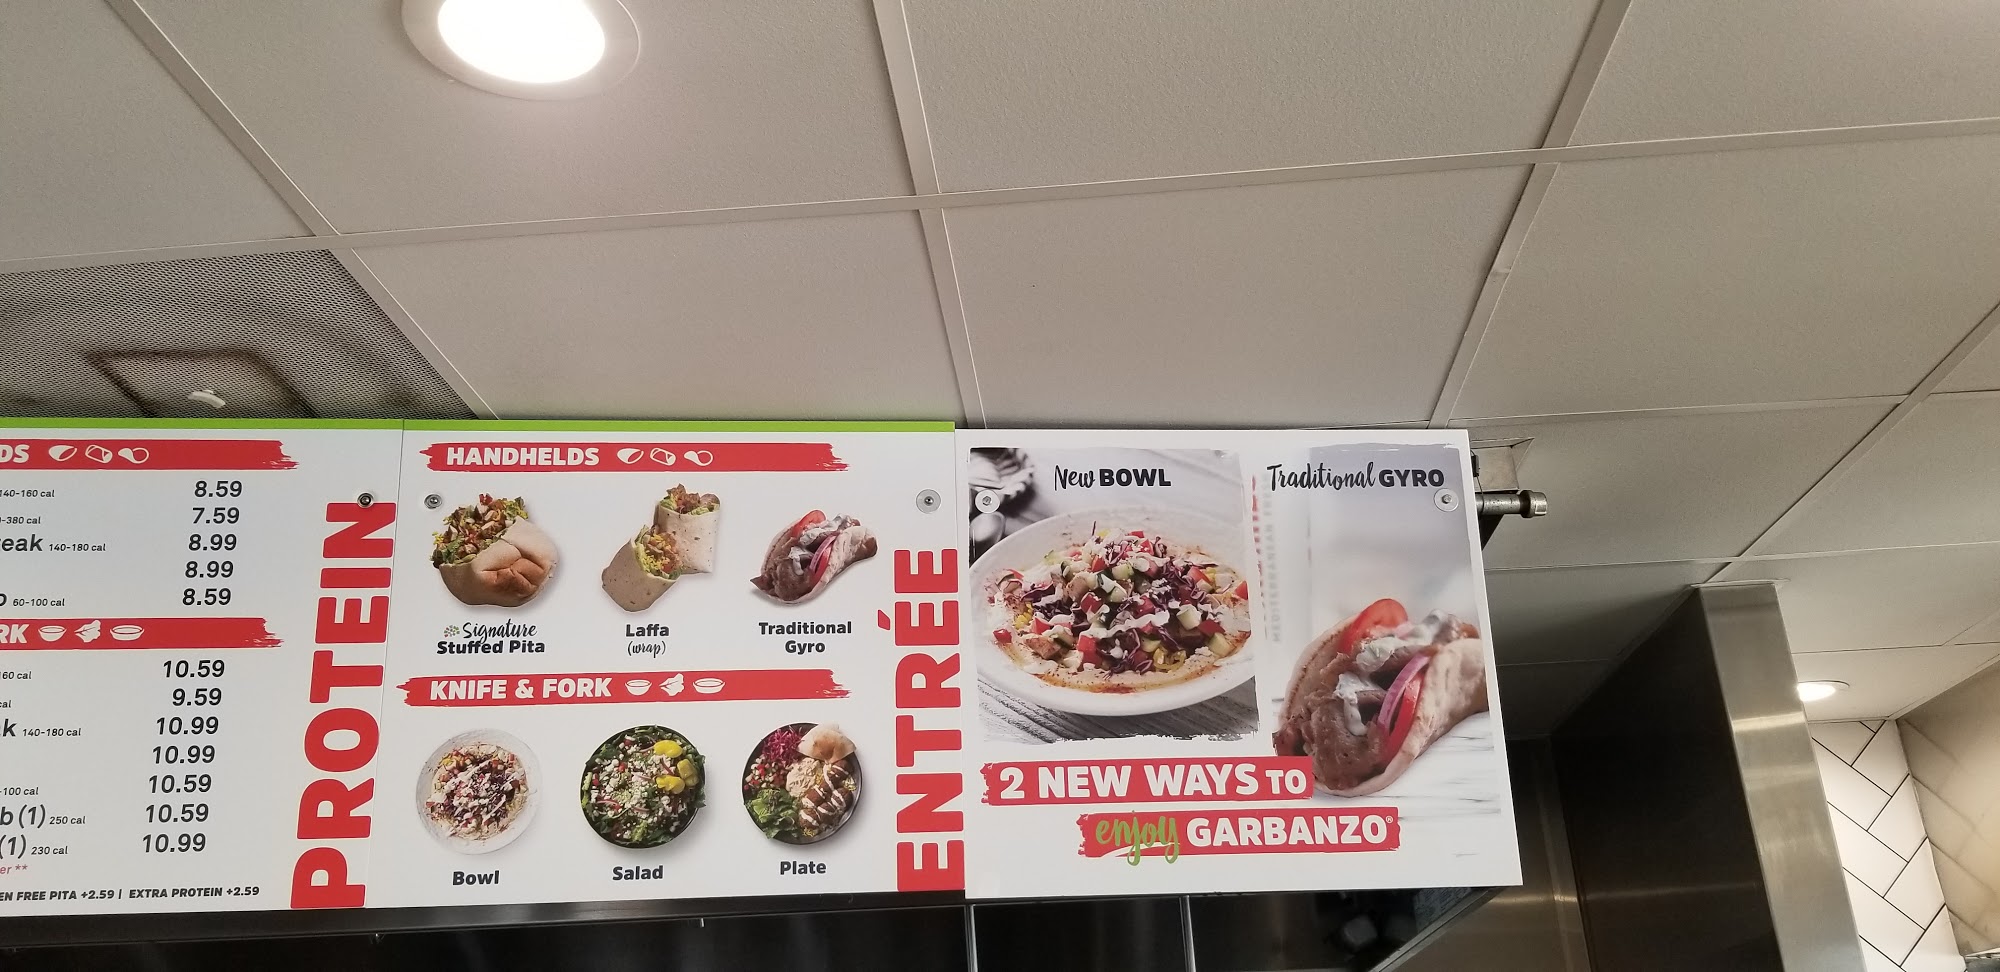 140-160 cal 8.59
-380 cal 7.59
eak 140-180 cal 8.99
8.99
60-100 cal 8.59
160 cal 10.59
cal 9.59
k 140-180 cal 10.99
10.99
-100 cal 10.59
b (1) 250 cal 10.59
(1) 230 cal 10.99
er **
EN FREE PITA +2.59 | EXTRA PROTEIN +2.59
PROTEIN
HANDHELDS
Signature
Stuffed Pita
Laffa
(wrap)
Traditional
Gyro
KNIFE & FORK
Bowl
Salad
Plate
ENTRÉE
New BOWL
Traditional GYRO
MEDITERRANEAN FRE
2 NEW WAYS TO
enjoy GARBANZO®